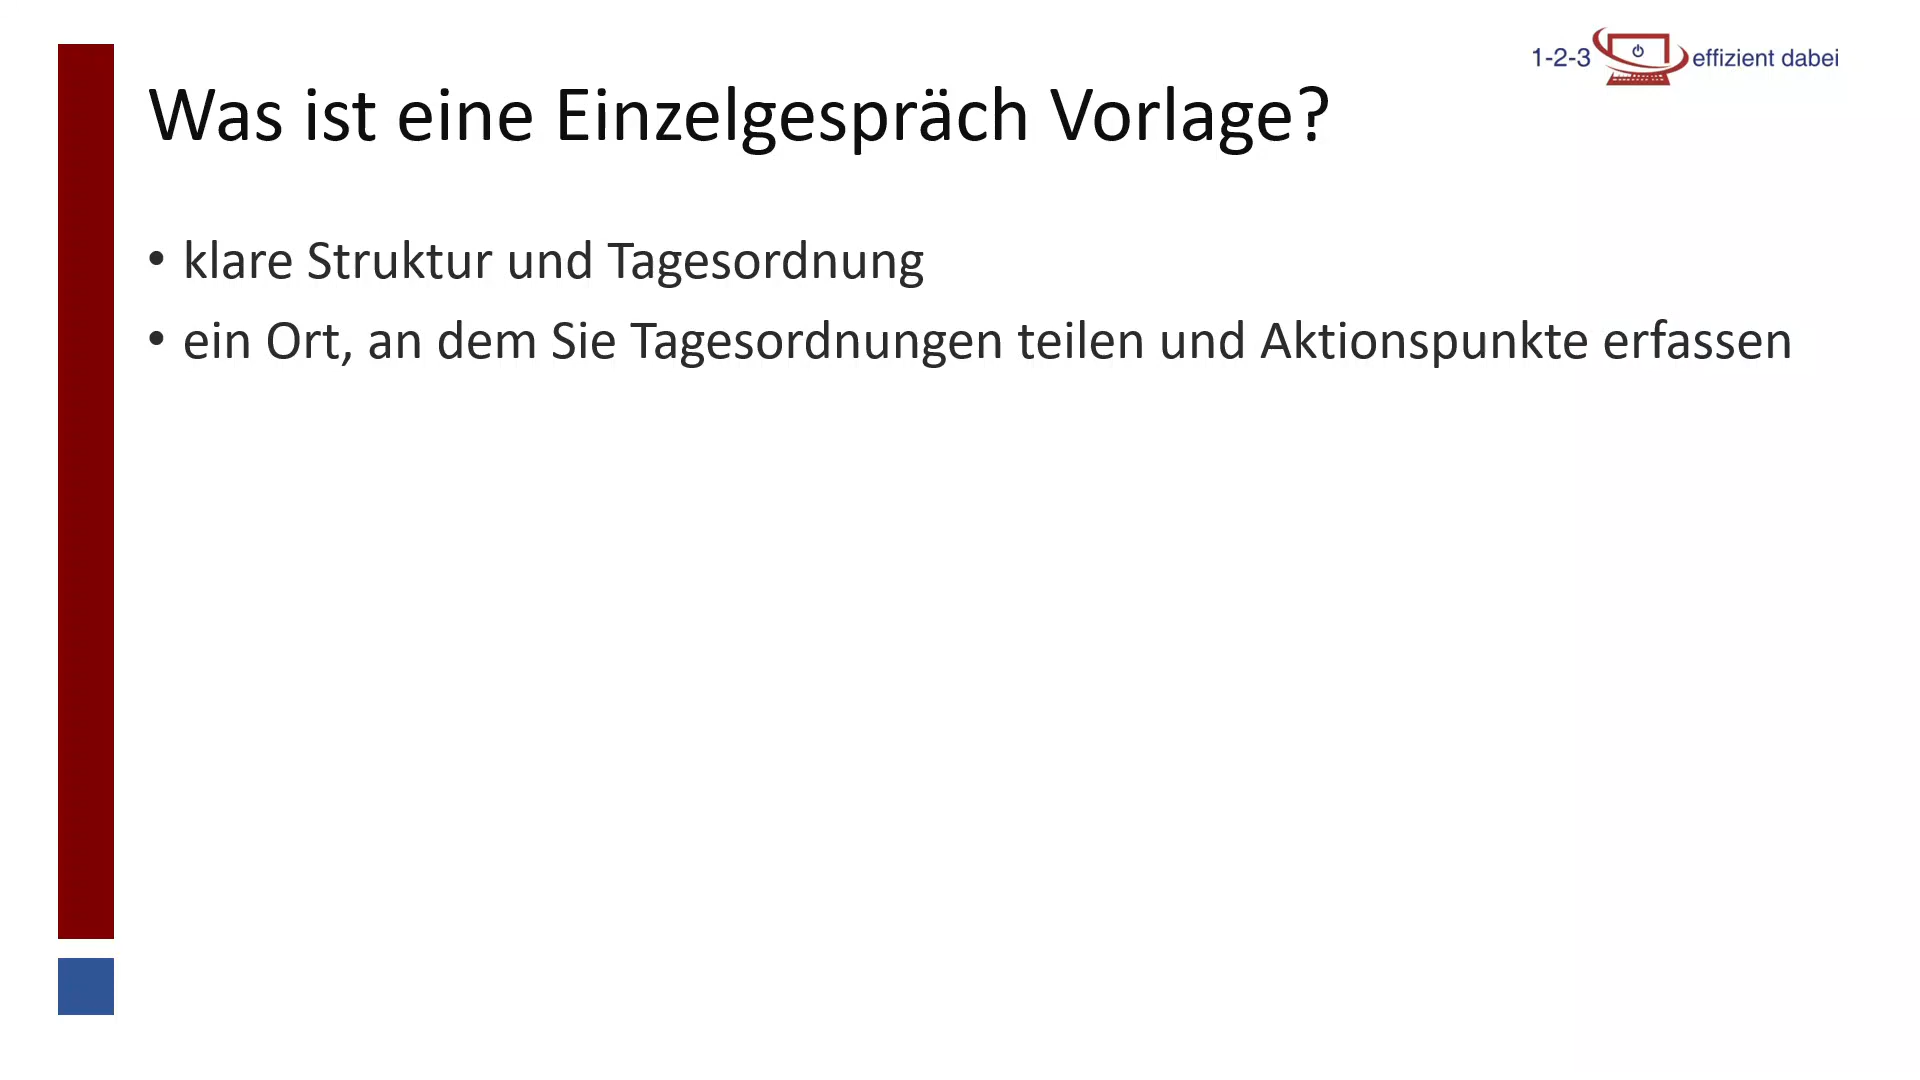 1-2-3 effizient dabei
Was ist eine Einzelgespräch Vorlage?
• klare Struktur und Tagesordnung
• ein Ort, an dem Sie Tagesordnungen teilen und Aktionspunkte erfassen